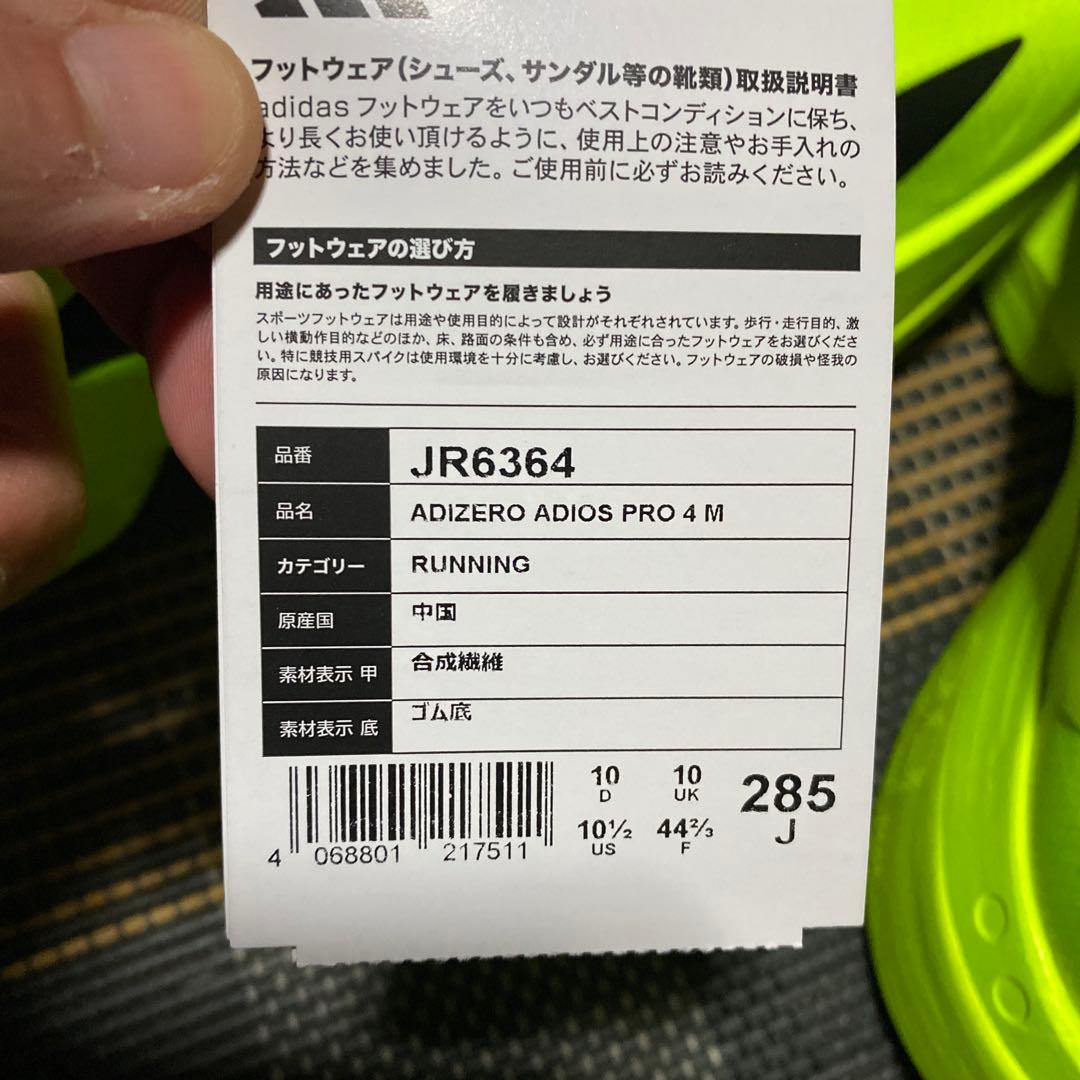 フットウェア(シューズ、サンダル等の靴類)取扱説明書
adidas フットウェアをいつもベストコンディションに保ち、
より長くお使い頂けるように、使用上の注意やお手入れの
方法などを集めました。ご使用前に必ずお読みください。
フットウェアの選び方
用途にあったフットウェアを履きましょう
スポーツフットウェアは用途や使用目的によって設計がそれぞれされています。歩行・走行目的、激
しい横動作目的などのほか、床、路面の条件も含め、必ず用途に合ったフットウェアをお選びくださ
い。特に競技用スパイクは使用環境を十分に考慮し、お選びください。フットウェアの破損や怪我の
原因になります。
品番 JR6364
品名 ADIZERO ADIOS PRO 4 M
カテゴリー RUNNING
原産国 中国
素材表示 甲 合成繊維
素材表示 底 ゴム底
10 10 285
D UK J
10½ 44⅔
US F
4 068801 217511